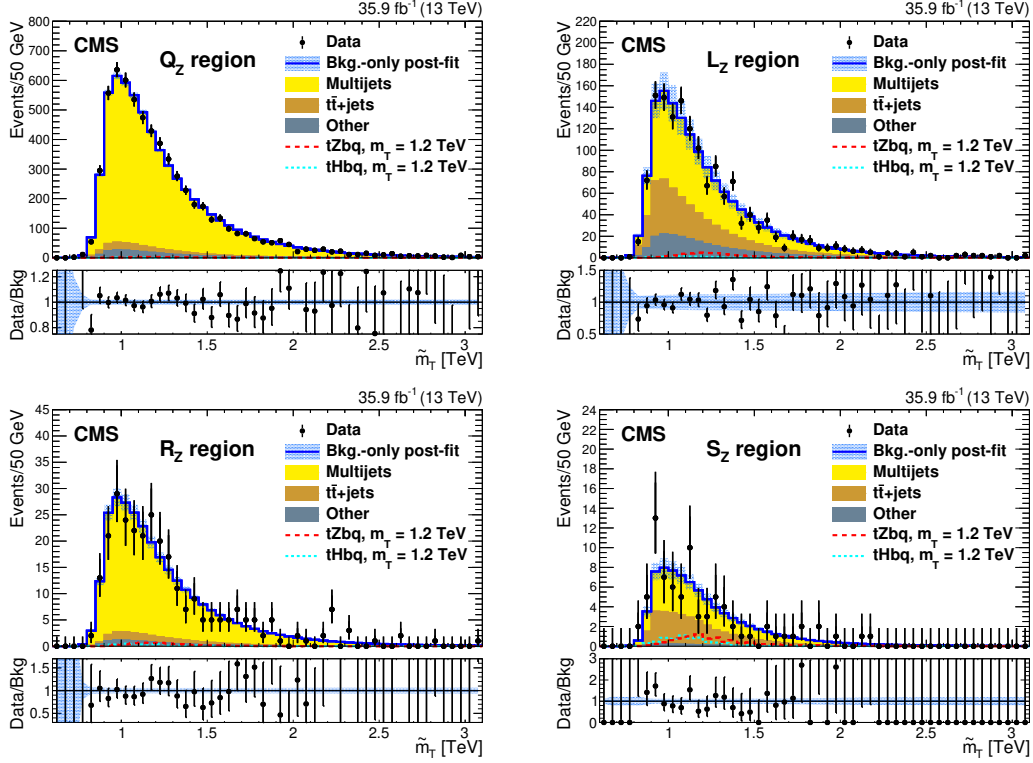 35.9 fb⁻¹ (13 TeV)
Events/50 GeV
800
700
600
500
400
300
200
100
0
CMS
Q_Z region
Data
Bkg.-only post-fit
Multijets
tt̄+jets
Other
tZbq, m_T = 1.2 TeV
tHbq, m_T = 1.2 TeV
Data/Bkg
1.2
1
0.8
1 1.5 2 2.5 3
m̃_T [TeV]
35.9 fb⁻¹ (13 TeV)
Events/50 GeV
220
200
180
160
140
120
100
80
60
40
20
0
CMS
L_Z region
Data
Bkg.-only post-fit
Multijets
tt̄+jets
Other
tZbq, m_T = 1.2 TeV
tHbq, m_T = 1.2 TeV
Data/Bkg
1.5
1
0.5
1 1.5 2 2.5 3
m̃_T [TeV]
35.9 fb⁻¹ (13 TeV)
Events/50 GeV
45
40
35
30
25
20
15
10
5
0
CMS
R_Z region
Data
Bkg.-only post-fit
Multijets
tt̄+jets
Other
tZbq, m_T = 1.2 TeV
tHbq, m_T = 1.2 TeV
Data/Bkg
1.5
1
0.5
1 1.5 2 2.5 3
m̃_T [TeV]
35.9 fb⁻¹ (13 TeV)
Events/50 GeV
24
22
20
18
16
14
12
10
8
6
4
2
0
CMS
S_Z region
Data
Bkg.-only post-fit
Multijets
tt̄+jets
Other
tZbq, m_T = 1.2 TeV
tHbq, m_T = 1.2 TeV
Data/Bkg
3
2
1
0
1 1.5 2 2.5 3
m̃_T [TeV]